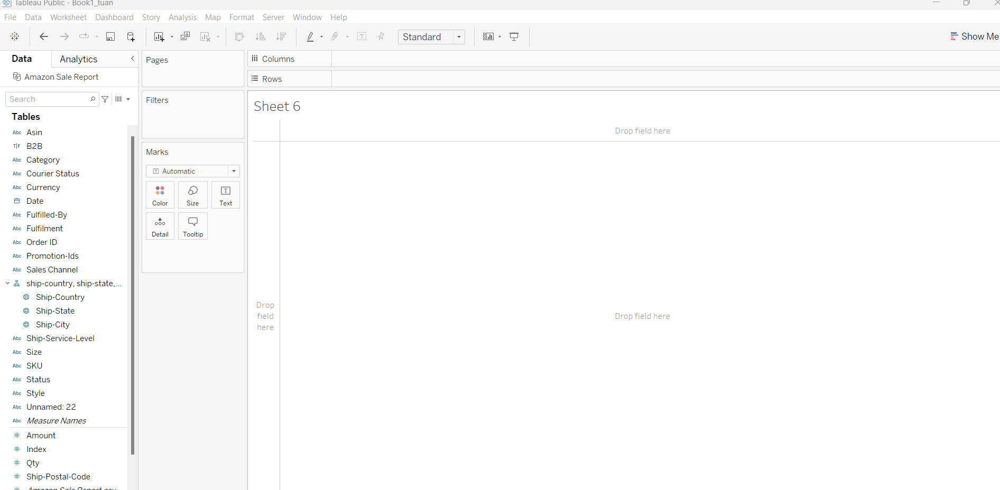 Tableau Public - Book1_tuan
File Data Worksheet Dashboard Story Analysis Map Format Server Window Help
Standard
Show Me
Data Analytics
Amazon Sale Report
Search
Tables
Abc Asin
T|F B2B
Abc Category
Abc Courier Status
Abc Currency
Date
Abc Fulfilled-By
Abc Fulfilment
Abc Order ID
Abc Promotion-Ids
Abc Sales Channel
ship-country, ship-state,...
Ship-Country
Ship-State
Ship-City
Abc Ship-Service-Level
Abc Size
Abc SKU
Abc Status
Abc Style
Abc Unnamed: 22
Abc Measure Names
# Amount
# Index
# Qty
# Ship-Postal-Code
# Amazon Sale Report.csv
Pages
Filters
Marks
T Automatic
Color Size T Text
Detail Tooltip
Columns
Rows
Sheet 6
Drop field here
Drop
field
here
Drop field here